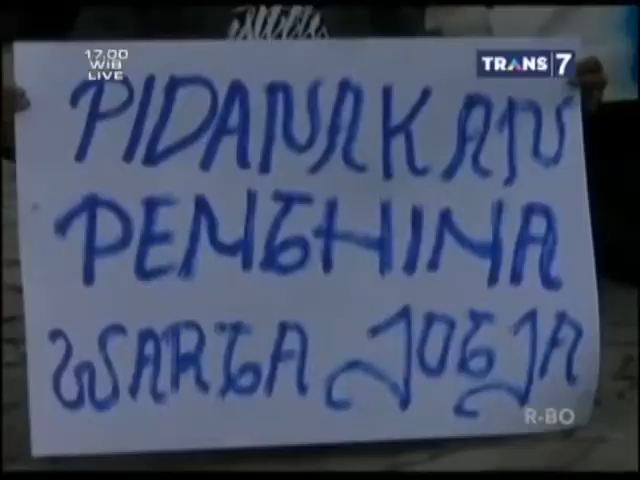 17.00
WIB
LIVE
TRANS 7
PIDANAKAN
PENGHINA
WARGA JOGJA
R-BO